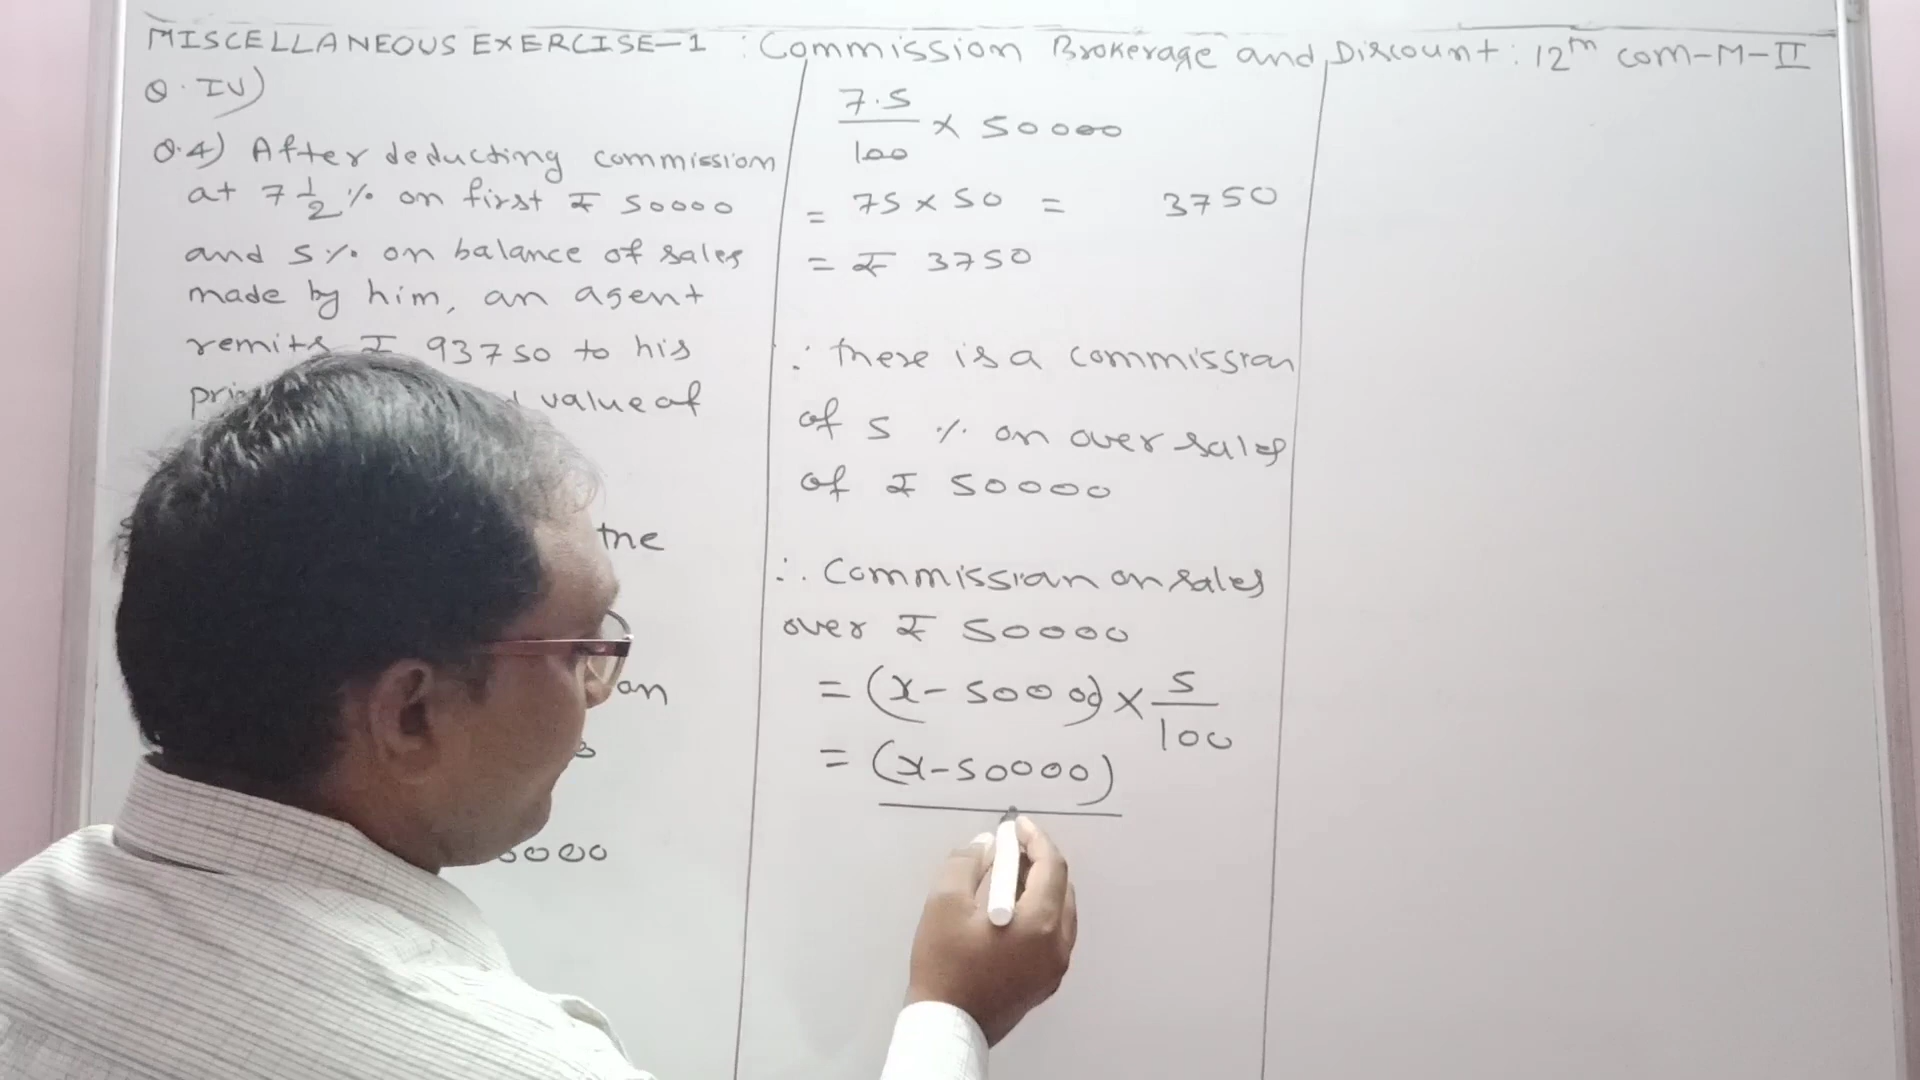 MISCELLANEOUS EXERCISE-1 : Commission Brokerage and Discount : 12th com-M-II
Q. IV)
Q.4) After deducting commission
at 7 1/2 % on first ₹ 50000
and 5% on balance of sales
made by him, an agent
remits ₹ 93750 to his
value of
the
on
5000
7.5/100 × 50000
= 75 × 50 = 3750
= ₹ 3750
∴ there is a commission
of 5 % on over sales
of ₹ 50000
∴ Commission on sales
over ₹ 50000
= (x - 50000) × 5/100
= (x-50000)